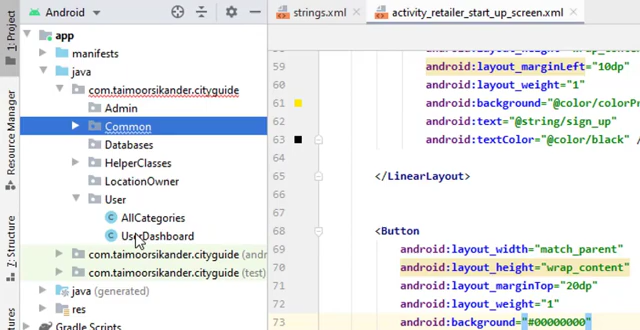 Android
strings.xml
activity_retailer_start_up_screen.xml
1: Project
Resource Manager
Z: Structure
app
manifests
java
com.taimoorsikander.cityguide
Admin
Common
Databases
HelperClasses
LocationOwner
User
AllCategories
UserDashboard
com.taimoorsikander.cityguide (and
com.taimoorsikander.cityguide (test)
java (generated)
res
Gradle Scripts
59 android:layout_marginLeft="10dp"
60 android:layout_weight="1"
61 android:background="@color/colorPr
62 android:text="@string/sign_up"
63 android:textColor="@color/black" /
64
65 </LinearLayout>
66
67
68 <Button
69 android:layout_width="match_parent"
70 android:layout_height="wrap_content"
71 android:layout_marginTop="20dp"
72 android:layout_weight="1"
73 android:background="#00000000"